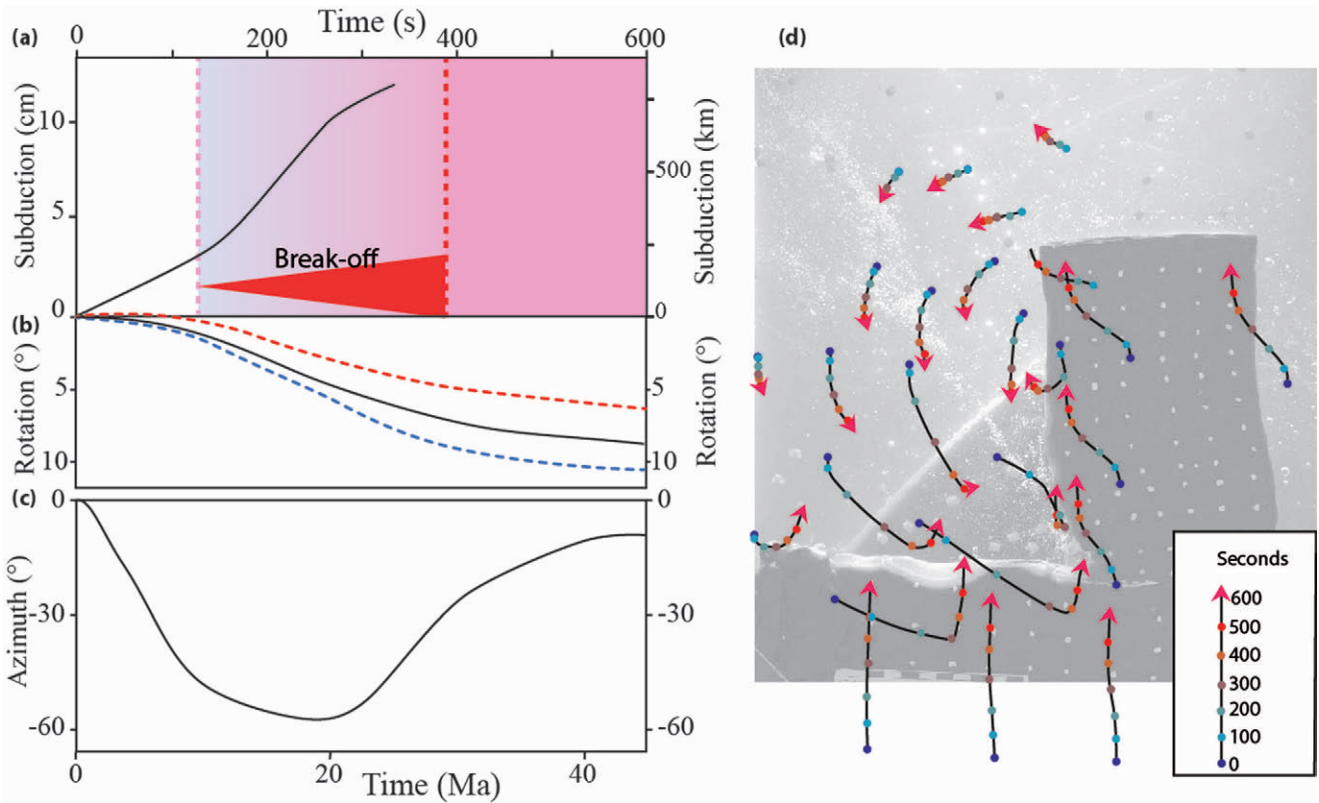 (a)
Time (s)
0
200
400
600
Subduction (cm)
10
5
0
Subduction (km)
500
0
Break-off
(b)
Rotation (°)
5
10
Rotation (°)
5
10
(c)
Azimuth (°)
0
-30
-60
-30
-60
0
20
40
Time (Ma)
(d)
Seconds
600
500
400
300
200
100
0